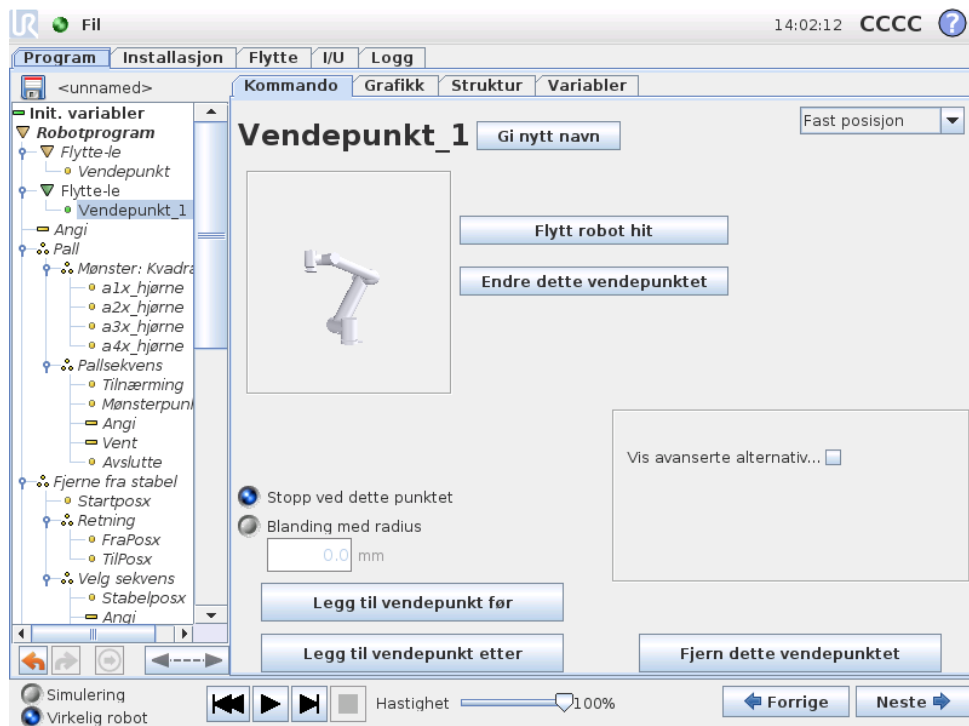 UR Fil 14:02:12 CCCC ?
Program Installasjon Flytte I/U Logg
<unnamed>
Kommando Grafikk Struktur Variabler
Init. variabler
Robotprogram
Flytte-le
Vendepunkt
Flytte-le
Vendepunkt_1
Angi
Pall
Mønster: Kvadra
a1x_hjørne
a2x_hjørne
a3x_hjørne
a4x_hjørne
Pallsekvens
Tilnærming
Mønsterpunl
Angi
Vent
Avslutte
Fjerne fra stabel
Startposx
Retning
FraPosx
TilPosx
Velg sekvens
Stabelposx
Angi
Vendepunkt_1
Gi nytt navn
Fast posisjon
Flytt robot hit
Endre dette vendepunktet
Vis avanserte alternativ...
Stopp ved dette punktet
Blanding med radius
0.0 mm
Legg til vendepunkt før
Legg til vendepunkt etter
Fjern dette vendepunktet
Simulering
Virkelig robot
Hastighet 100%
Forrige
Neste